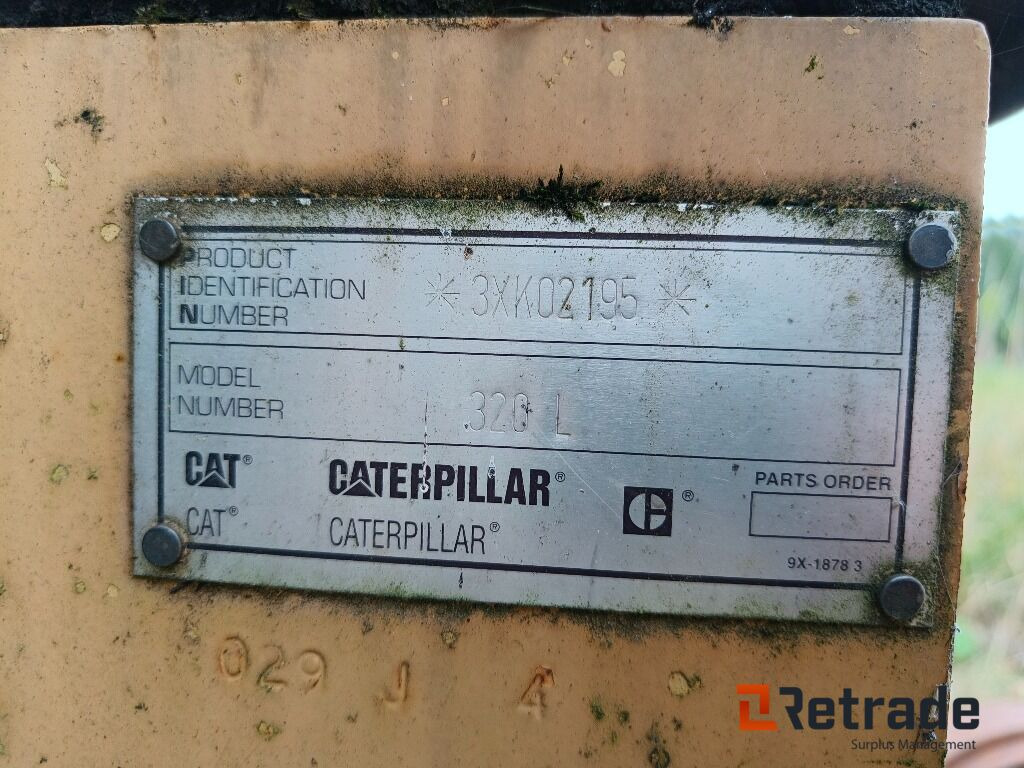 PRODUCT
IDENTIFICATION
NUMBER
*3XK02195*
MODEL
NUMBER
320 L
CAT® CATERPILLAR®
CAT® CATERPILLAR®
PARTS ORDER
9X-1878 3
029 J 4
Retrade
Surplus Management